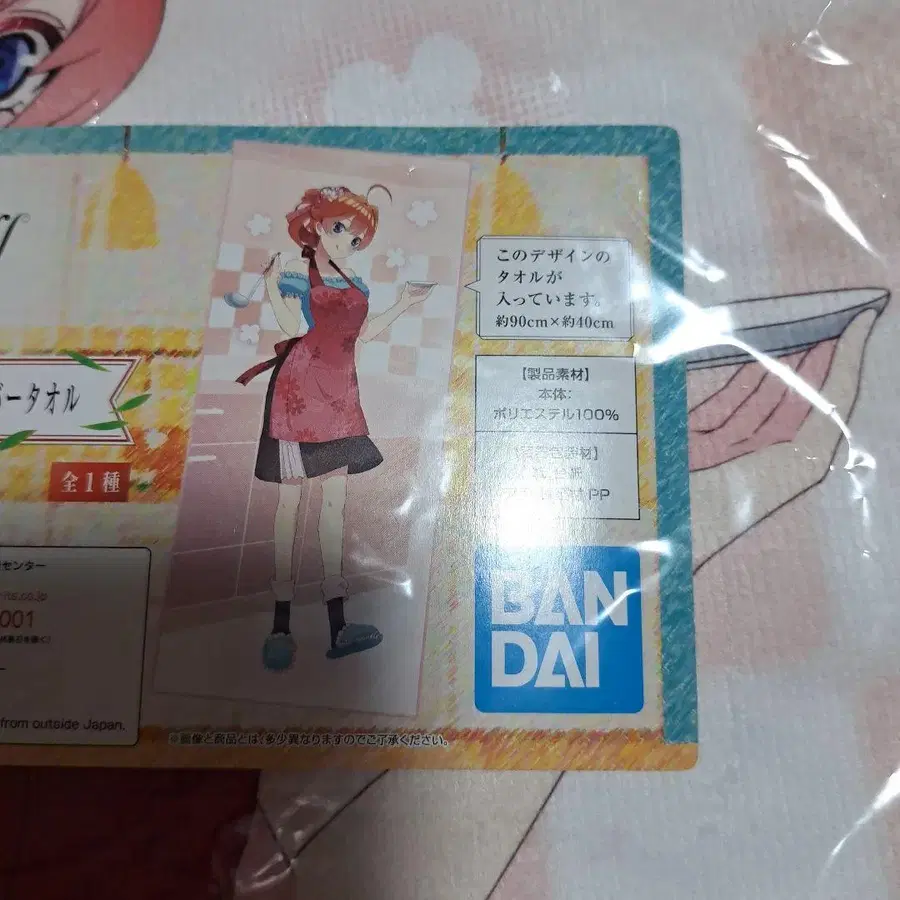 ータオル
全1種
センター
001
from outside Japan.
このデザインの
タオルが
入っています。
約90cm×約40cm
【製品素材】
本体:
ポリエステル100%
PP
BAN
DAI
※画像と商品とは、多少異なりますのでご了承ください。